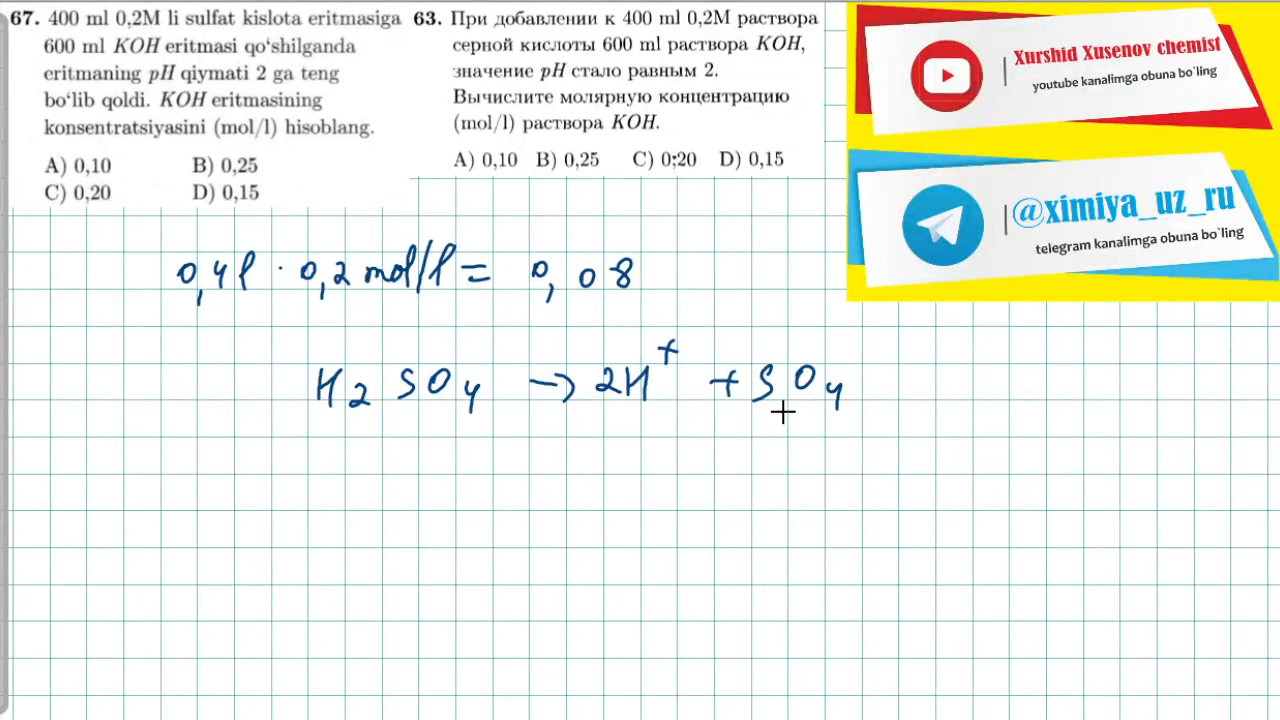 67. 400 ml 0,2M li sulfat kislota eritmasiga
600 ml KOH eritmasi qo‘shilganda
eritmaning pH qiymati 2 ga teng
bo‘lib qoldi. KOH eritmasining
konsentratsiyasini (mol/l) hisoblang.
A) 0,10 B) 0,25
C) 0,20 D) 0,15
63. При добавлении к 400 ml 0,2M раствора
серной кислоты 600 ml раствора KOH,
значение pH стало равным 2.
Вычислите молярную концентрацию
(mol/l) раствора KOH.
A) 0,10 B) 0,25 C) 0;20 D) 0,15
Xurshid Xusenov chemist
youtube kanalimga obuna bo`ling
@ximiya_uz_ru
telegram kanalimga obuna bo`ling
0,4l · 0,2 mol/l = 0,08
H2SO4 → 2H+ + SO4